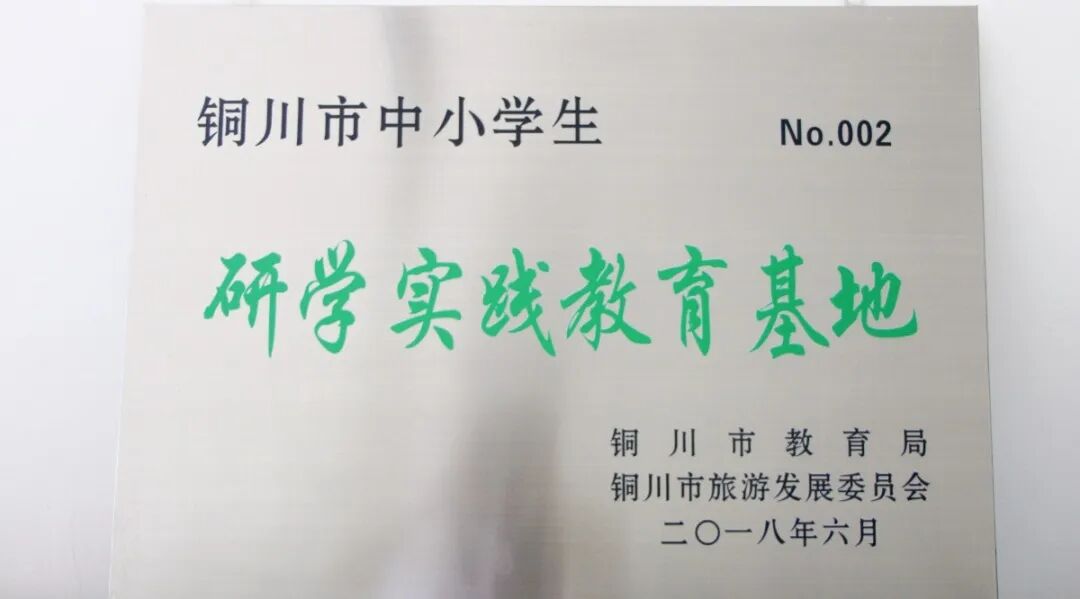 铜川市中小学生 No.002
研学实践教育基地
铜川市教育局
铜川市旅游发展委员会
二〇一八年六月